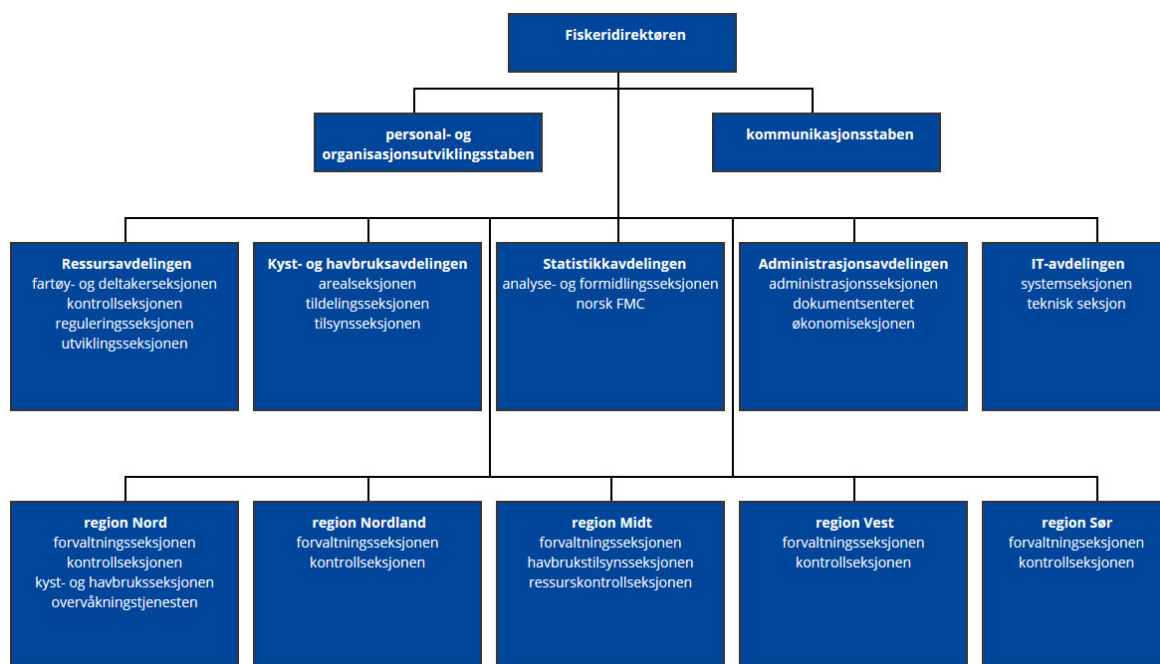 Fiskeridirektøren
personal- og
organisasjonsutviklingsstaben
kommunikasjonsstaben
Ressursavdelingen
fartøy- og deltakerseksjonen
kontrollseksjonen
reguleringsseksjonen
utviklingsseksjonen
Kyst- og havbruksavdelingen
arealseksjonen
tildelingsseksjonen
tilsynsseksjonen
Statistikkavdelingen
analyse- og formidlingsseksjonen
norsk FMC
Administrasjonsavdelingen
administrasjonsseksjonen
dokumentsenteret
økonomiseksjonen
IT-avdelingen
systemseksjonen
teknisk seksjon
region Nord
forvaltningsseksjonen
kontrollseksjonen
kyst- og havbruksseksjonen
overvåkningstjenesten
region Nordland
forvaltningsseksjonen
kontrollseksjonen
region Midt
forvaltningsseksjonen
havbrukstilsynsseksjonen
ressurskontrollseksjonen
region Vest
forvaltningsseksjonen
kontrollseksjonen
region Sør
forvaltningseksjonen
kontrollseksjonen